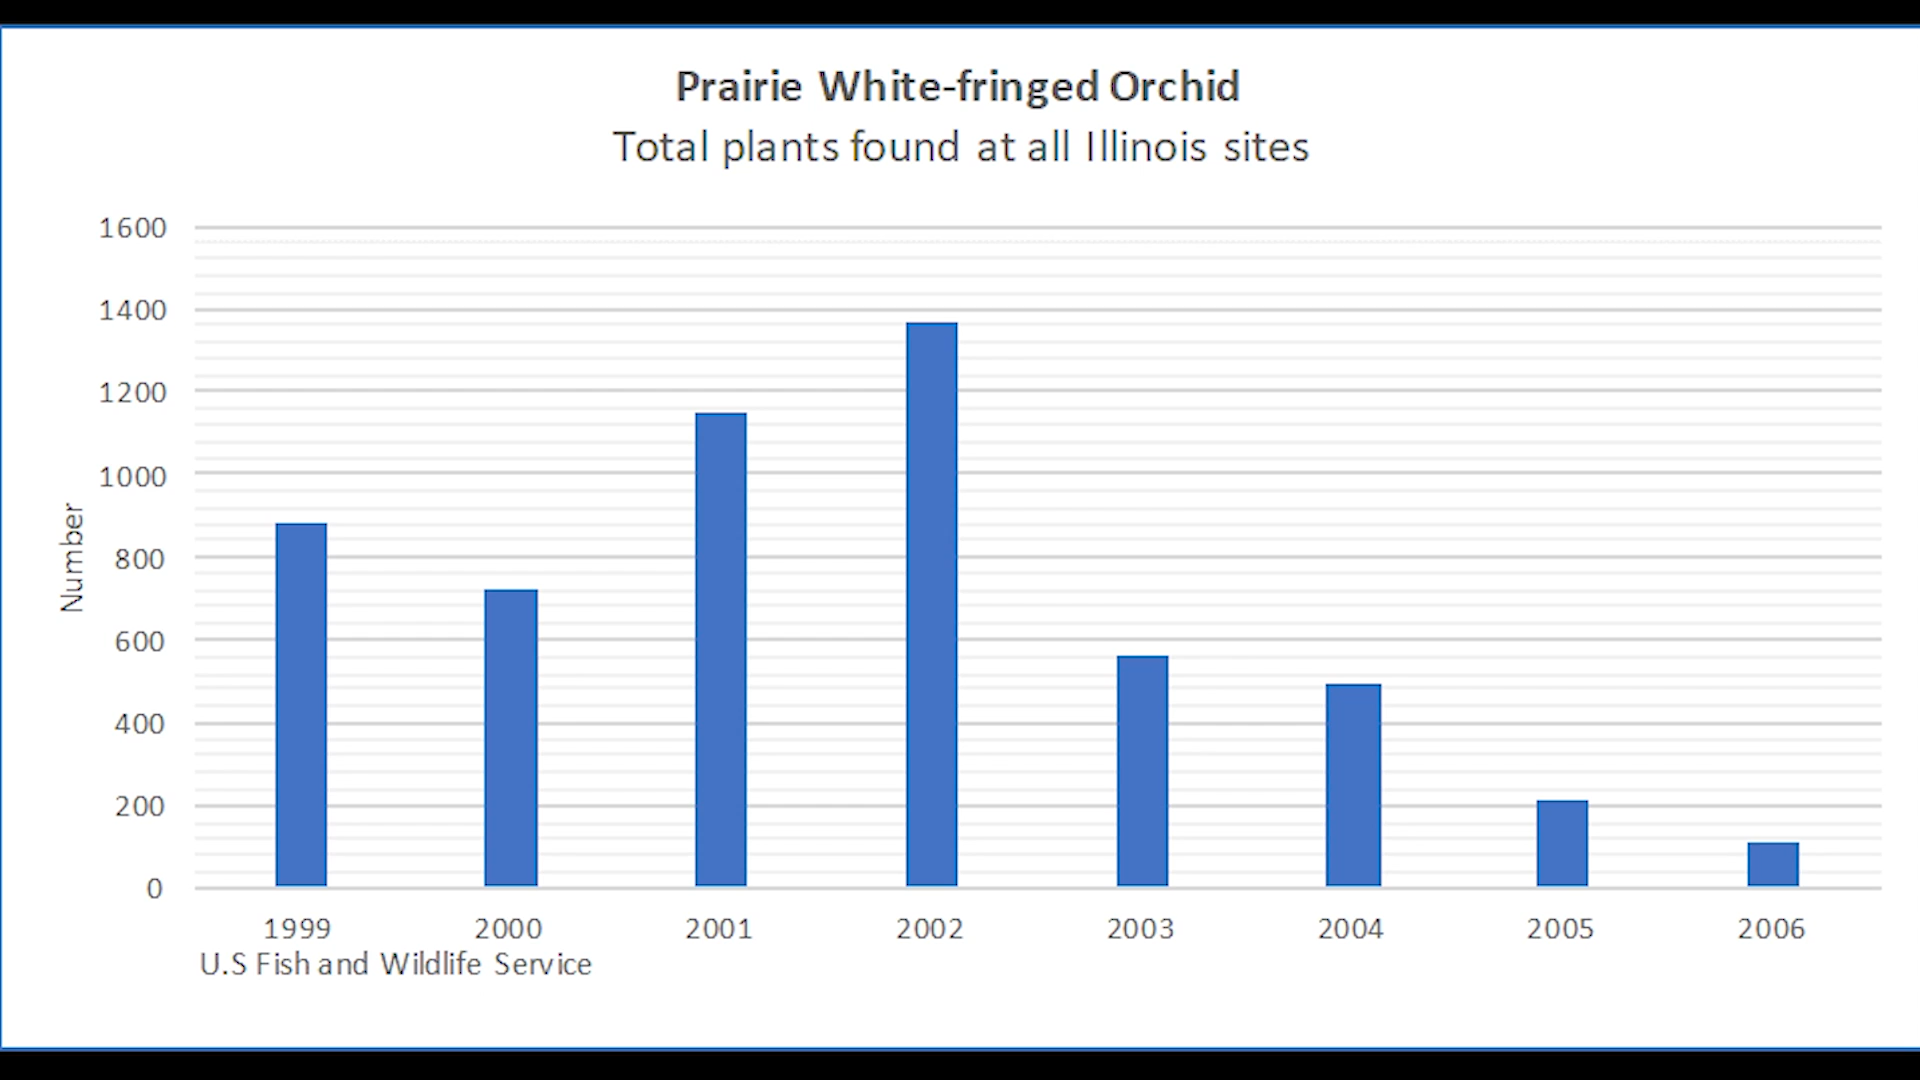 Prairie White-fringed Orchid
Total plants found at all Illinois sites
Number
1600
1400
1200
1000
800
600
400
200
0
1999 2000 2001 2002 2003 2004 2005 2006
U.S Fish and Wildlife Service